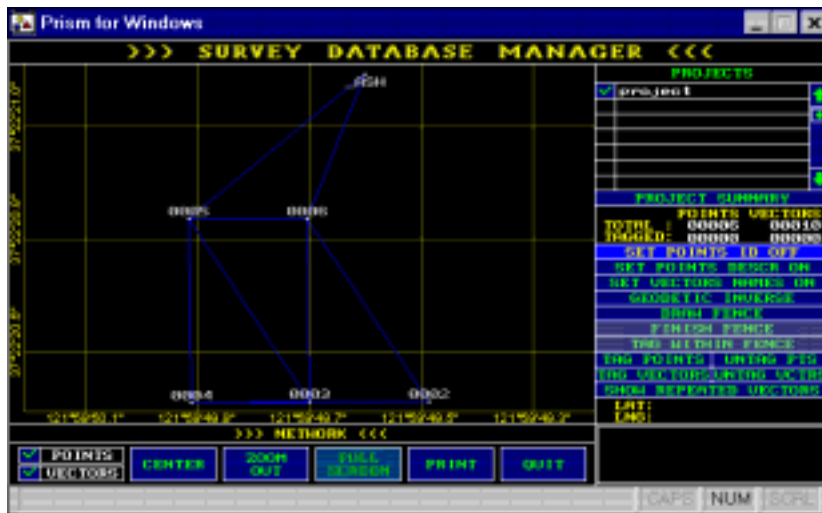 Prism for Windows
>>> SURVEY DATABASE MANAGER <<<
PROJECTS
project
ASH
0005
0006
0004
0003
0002
>>> NETWORK <<<
POINTS
VECTORS
CENTER
ZOOM OUT
FULL SCREEN
PRINT
QUIT
PROJECT SUMMARY
POINTS VECTORS
TOTAL : 00006 00010
TAGGED: 00000 00000
SET POINTS ID OFF
SET POINTS DESCR ON
SET VECTORS NAMES ON
GEODETIC INVERSE
DRAW FENCE
FINISH FENCE
TAG WITHIN FENCE
TAG POINTS UNTAG PTS
TAG VECTORS UNTAG VCTRS
SHOW REPEATED VECTORS
LAT:
LNG:
CAPS NUM SCRL